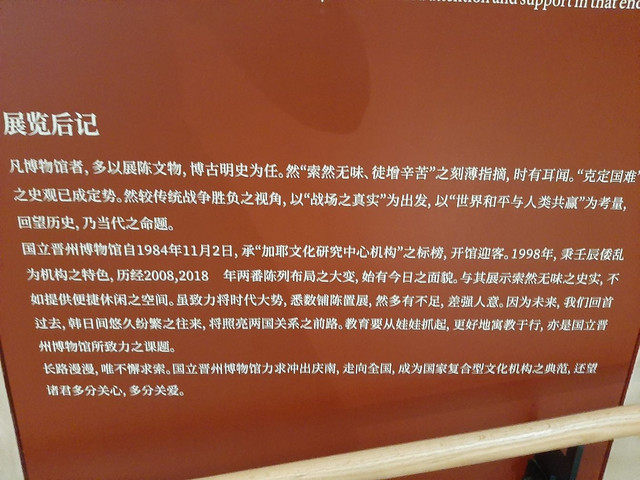 attention and support in that end
展览后记
凡博物馆者, 多以展陈文物, 博古明史为任。然“索然无味、徒增辛苦”之刻薄指摘, 时有耳闻。“克定国难”
之史观已成定势。然较传统战争胜负之视角, 以“战场之真实”为出发, 以“世界和平与人类共赢”为考量,
回望历史, 乃当代之命题。
国立晋州博物馆自1984年11月2日, 承“加耶文化研究中心机构”之标榜, 开馆迎客。1998年, 秉壬辰倭乱
为机构之特色, 历经2008,2018 年两番陈列布局之大变, 始有今日之面貌。与其展示索然无味之史实, 不
如提供便捷休闲之空间。虽致力将时代大势, 悉数铺陈置展, 然多有不足, 差强人意。因为未来, 我们回首
过去, 韩日间悠久纷繁之往来, 将照亮两国关系之前路。教育要从娃娃抓起, 更好地寓教于行, 亦是国立晋
州博物馆所致力之课题。
长路漫漫, 唯不懈求索。国立晋州博物馆力求冲出庆南, 走向全国, 成为国家复合型文化机构之典范, 还望
诸君多分关心, 多分关爱。